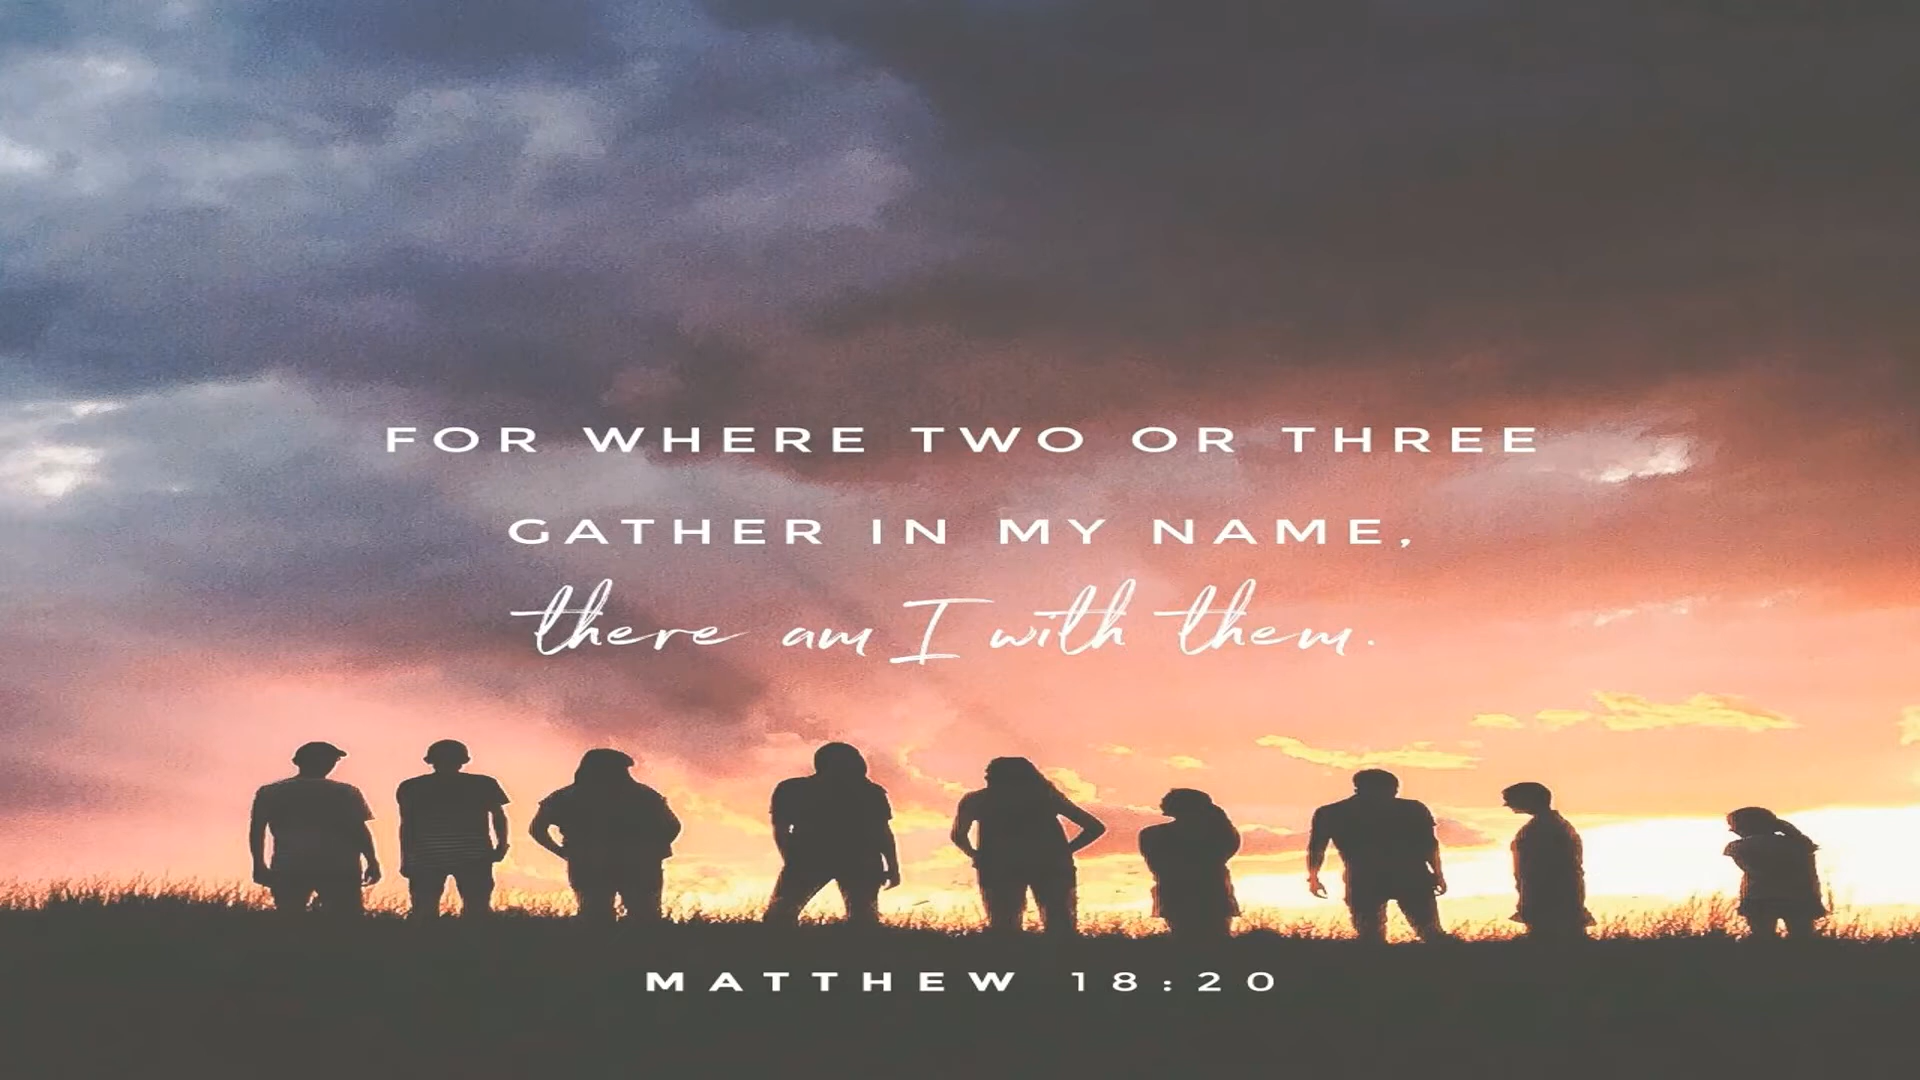 FOR WHERE TWO OR THREE
GATHER IN MY NAME,
there am I with them.
MATTHEW 18:20